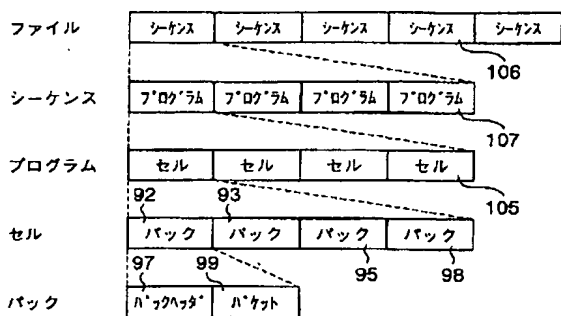 ファイル シーケンス シーケンス シーケンス シーケンス シーケンス
106
シーケンス プログラム プログラム プログラム プログラム
107
プログラム セル セル セル セル
105
92 93
セル パック パック パック パック
97 99 95 98
パック パックヘッダ パケット